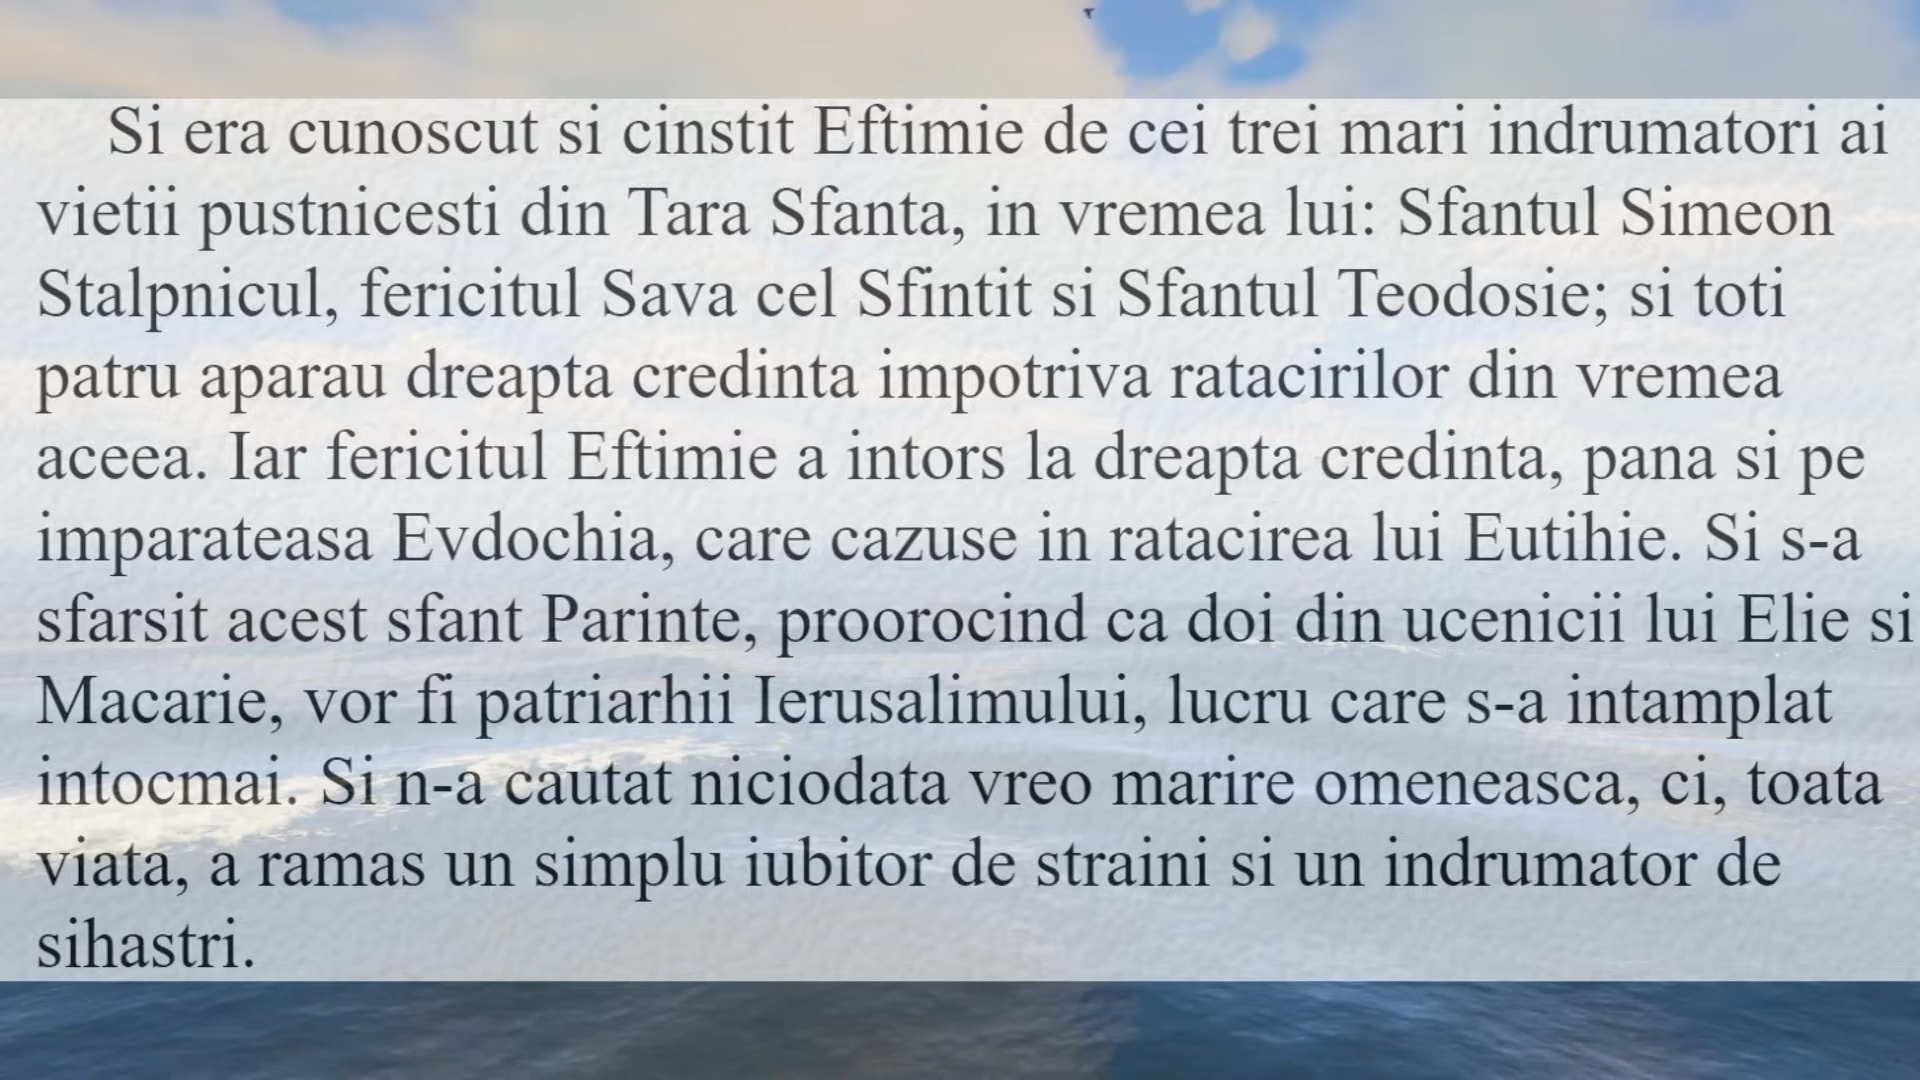 Si era cunoscut si cinstit Eftimie de cei trei mari indrumatori ai
vietii pustnicesti din Tara Sfanta, in vremea lui: Sfantul Simeon
Stalpnicul, fericitul Sava cel Sfintit si Sfantul Teodosie; si toti
patru aparau dreapta credinta impotriva ratacirilor din vremea
aceea. Iar fericitul Eftimie a intors la dreapta credinta, pana si pe
imparateasa Evdochia, care cazuse in ratacirea lui Eutihie. Si s-a
sfarsit acest sfant Parinte, proorocind ca doi din ucenicii lui Elie si
Macarie, vor fi patriarhii Ierusalimului, lucru care s-a intamplat
intocmai. Si n-a cautat niciodata vreo marire omeneasca, ci, toata
viata, a ramas un simplu iubitor de straini si un indrumator de
sihastri.